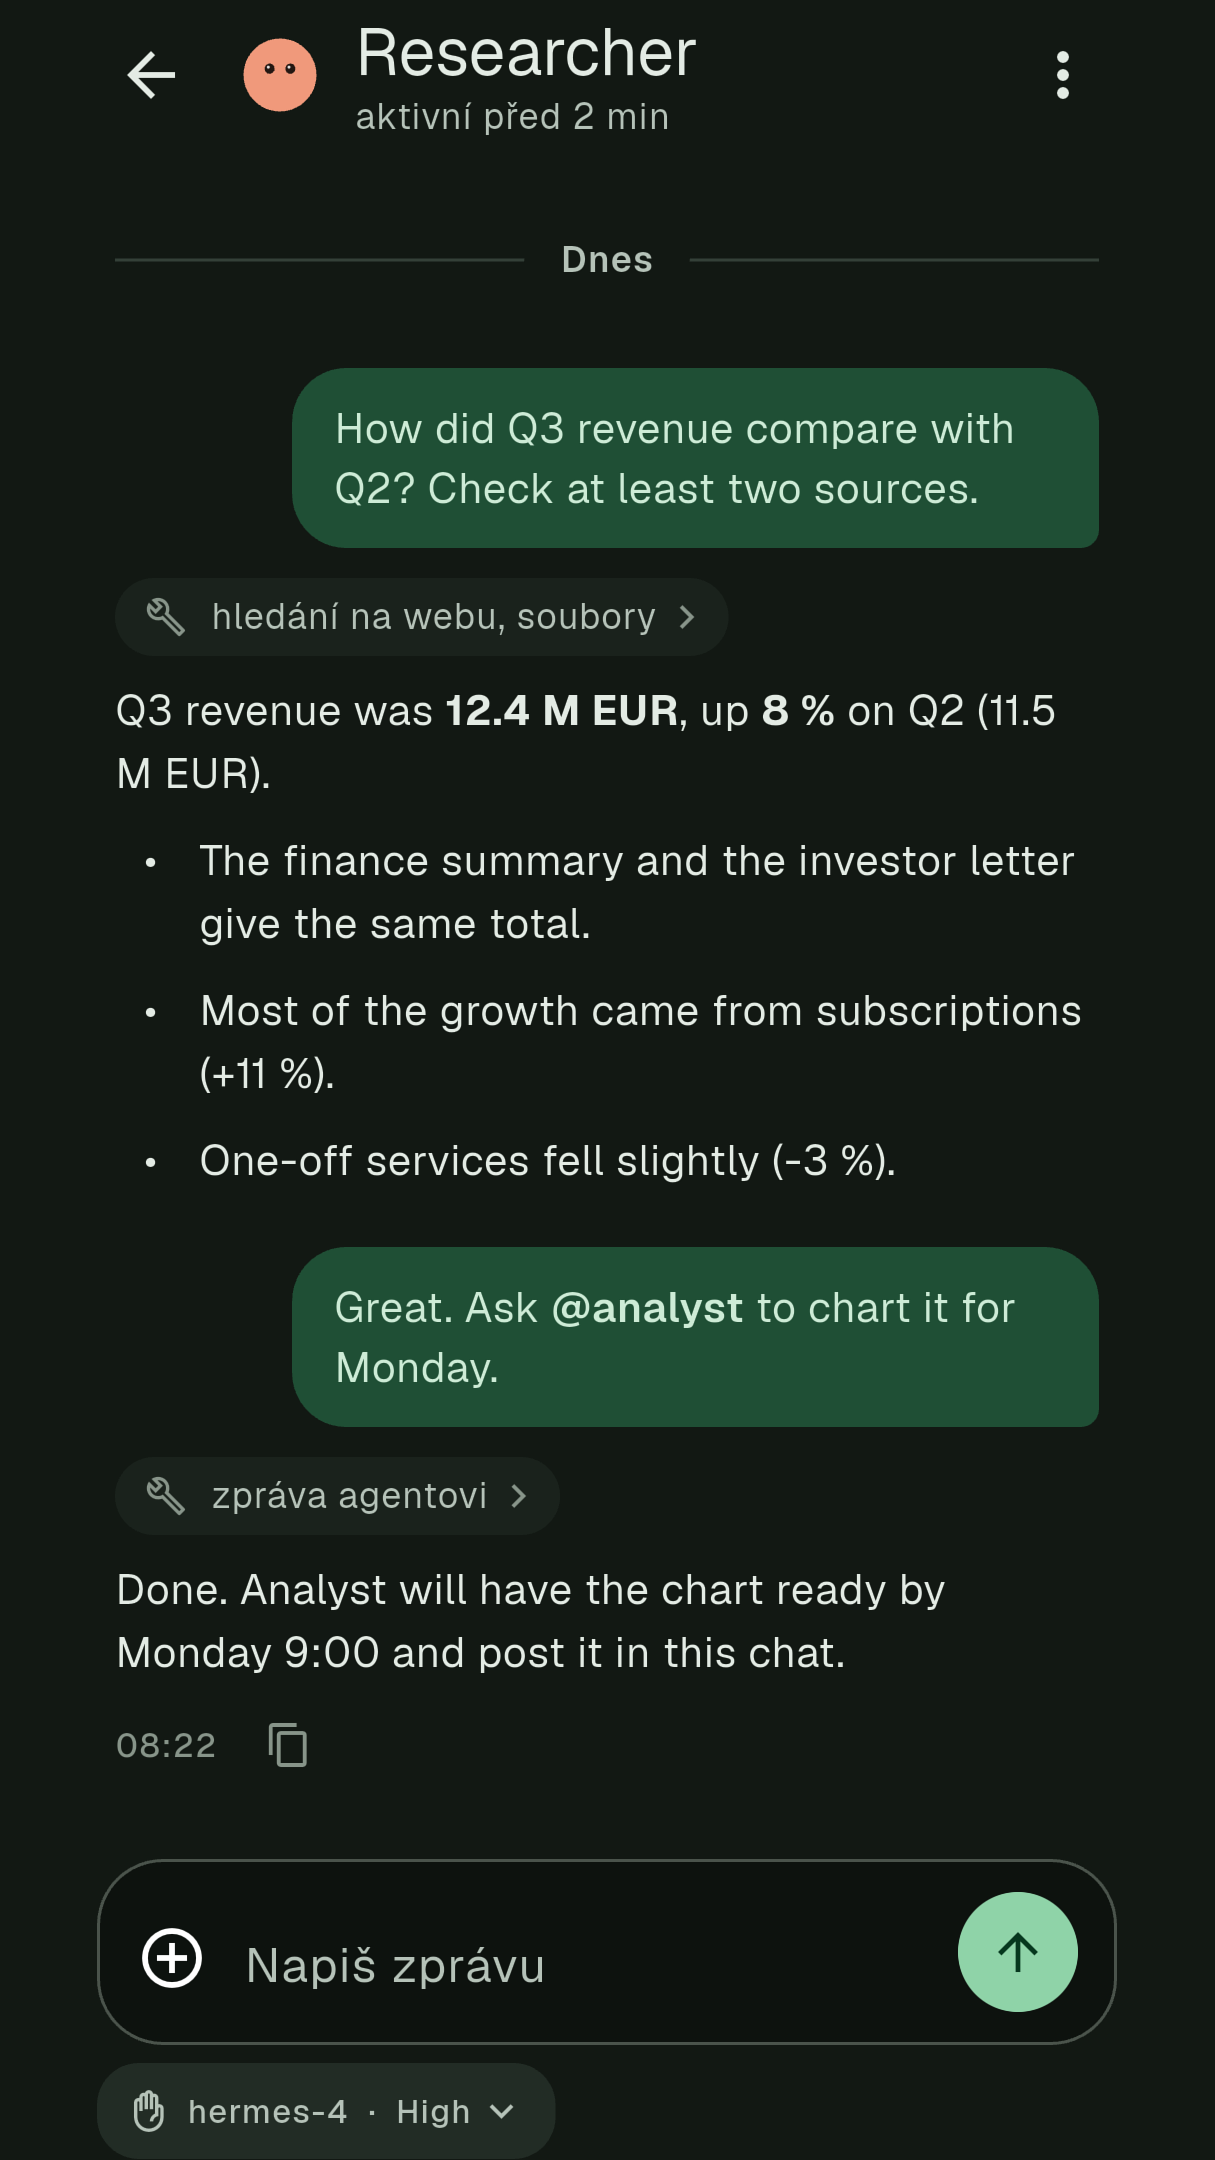 Researcher
aktivní před 2 min
Dnes
How did Q3 revenue compare with
Q2? Check at least two sources.
hledání na webu, soubory
Q3 revenue was 12.4 M EUR, up 8 % on Q2 (11.5
M EUR).
• The finance summary and the investor letter
give the same total.
• Most of the growth came from subscriptions
(+11 %).
• One-off services fell slightly (-3 %).
Great. Ask @analyst to chart it for
Monday.
zpráva agentovi
Done. Analyst will have the chart ready by
Monday 9:00 and post it in this chat.
08:22
Napiš zprávu
hermes-4 · High